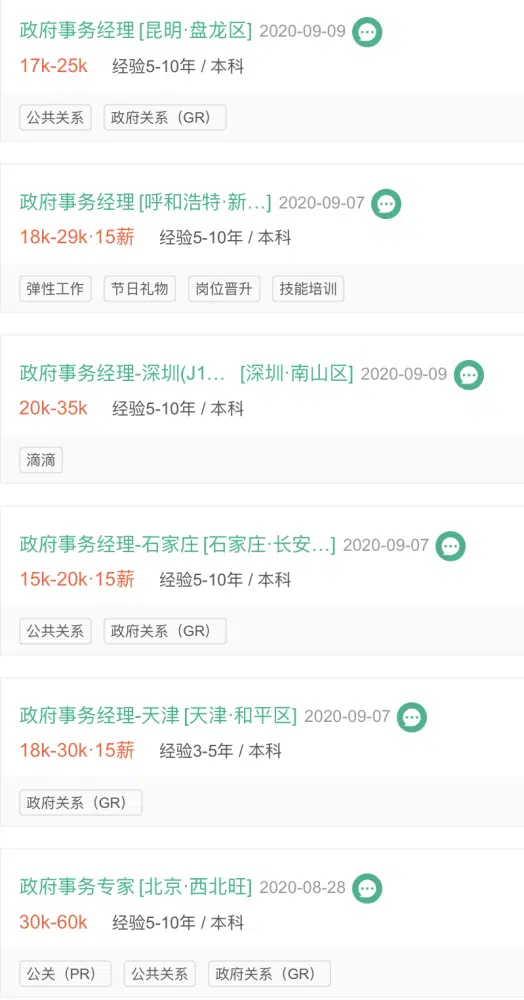 政府事务经理 [昆明·盘龙区] 2020-09-09
17k-25k 经验5-10年 / 本科
公共关系 政府关系（GR）
政府事务经理 [呼和浩特·新...] 2020-09-07
18k-29k·15薪 经验5-10年 / 本科
弹性工作 节日礼物 岗位晋升 技能培训
政府事务经理-深圳(J1... [深圳·南山区] 2020-09-09
20k-35k 经验5-10年 / 本科
滴滴
政府事务经理-石家庄 [石家庄·长安...] 2020-09-07
15k-20k·15薪 经验5-10年 / 本科
公共关系 政府关系（GR）
政府事务经理-天津 [天津·和平区] 2020-09-07
18k-30k·15薪 经验3-5年 / 本科
政府关系（GR）
政府事务专家 [北京·西北旺] 2020-08-28
30k-60k 经验5-10年 / 本科
公关（PR） 公共关系 政府关系（GR）